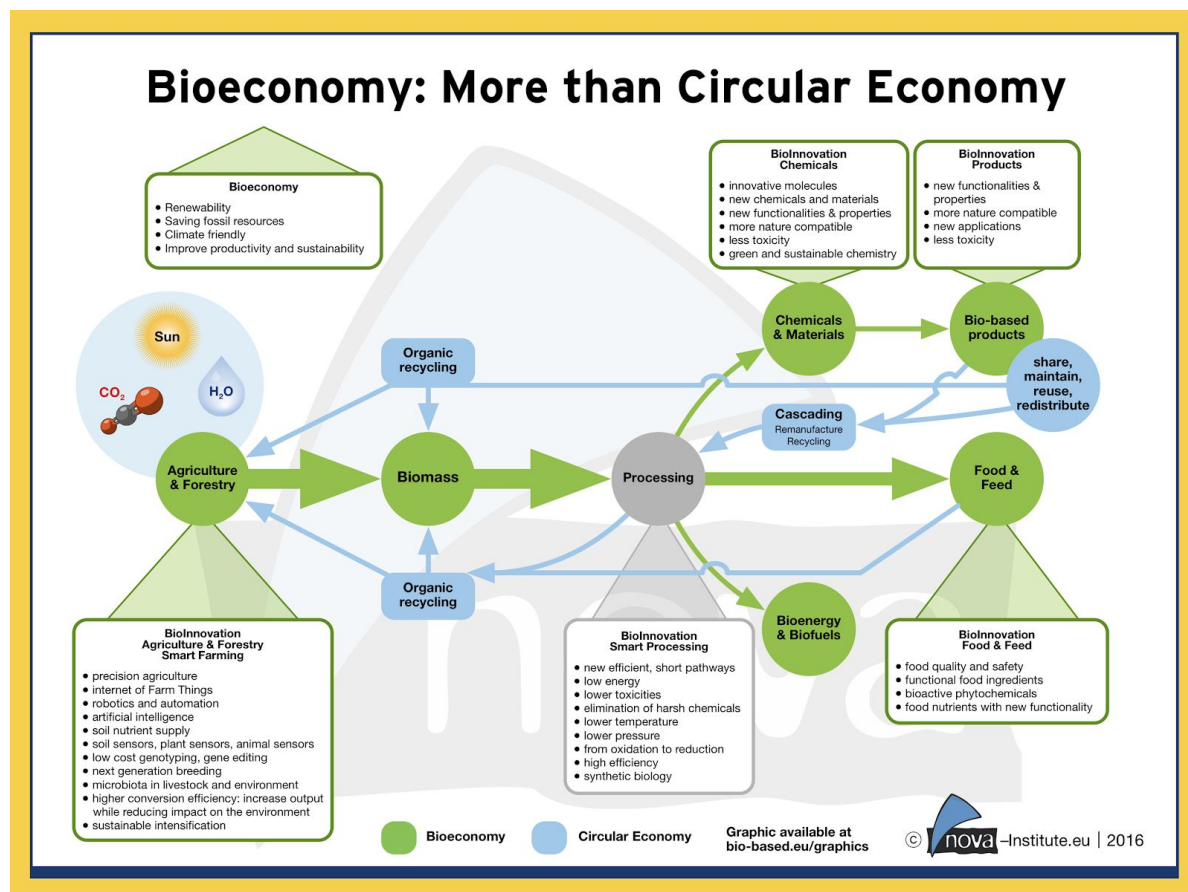 Bioeconomy: More than Circular Economy
Bioeconomy
• Renewability
• Saving fossil resources
• Climate friendly
• Improve productivity and sustainability
BioInnovation
Chemicals
• innovative molecules
• new chemicals and materials
• new functionalities & properties
• more nature compatible
• less toxicity
• green and sustainable chemistry
BioInnovation
Products
• new functionalities &
properties
• more nature compatible
• new applications
• less toxicity
Sun
CO2
H2O
Organic
recycling
Chemicals
& Materials
Bio-based
products
share,
maintain,
reuse,
redistribute
Cascading
Remanufacture
Recycling
Agriculture
& Forestry
Biomass
Processing
Food &
Feed
Organic
recycling
Bioenergy
& Biofuels
nova
BioInnovation
Agriculture & Forestry
Smart Farming
• precision agriculture
• internet of Farm Things
• robotics and automation
• artificial intelligence
• soil nutrient supply
• soil sensors, plant sensors, animal sensors
• low cost genotyping, gene editing
• next generation breeding
• microbiota in livestock and environment
• higher conversion efficiency: increase output
while reducing impact on the environment
• sustainable intensification
BioInnovation
Smart Processing
• new efficient, short pathways
• low energy
• lower toxicities
• elimination of harsh chemicals
• lower temperature
• lower pressure
• from oxidation to reduction
• high efficiency
• synthetic biology
BioInnovation
Food & Feed
• food quality and safety
• functional food ingredients
• bioactive phytochemicals
• food nutrients with new functionality
Bioeconomy
Circular Economy
Graphic available at
bio-based.eu/graphics
© nova-Institute.eu | 2016